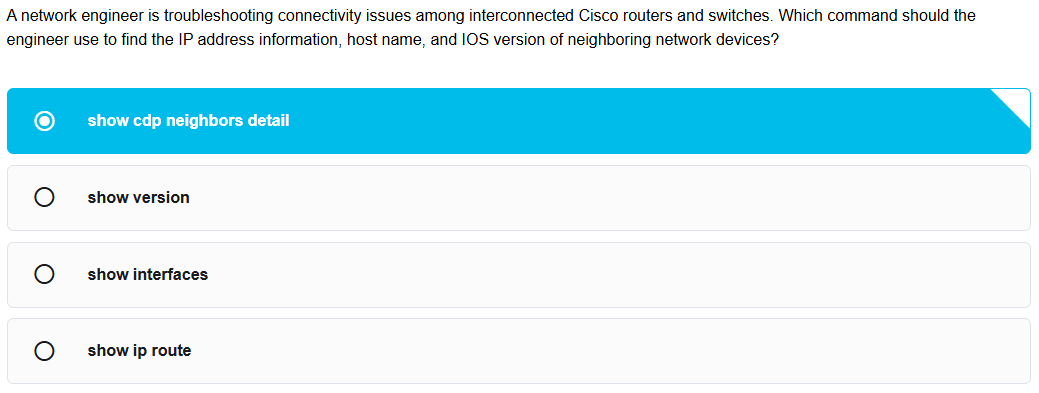 A network engineer is troubleshooting connectivity issues among interconnected Cisco routers and switches. Which command should the
engineer use to find the IP address information, host name, and IOS version of neighboring network devices?
show cdp neighbors detail
show version
show interfaces
show ip route